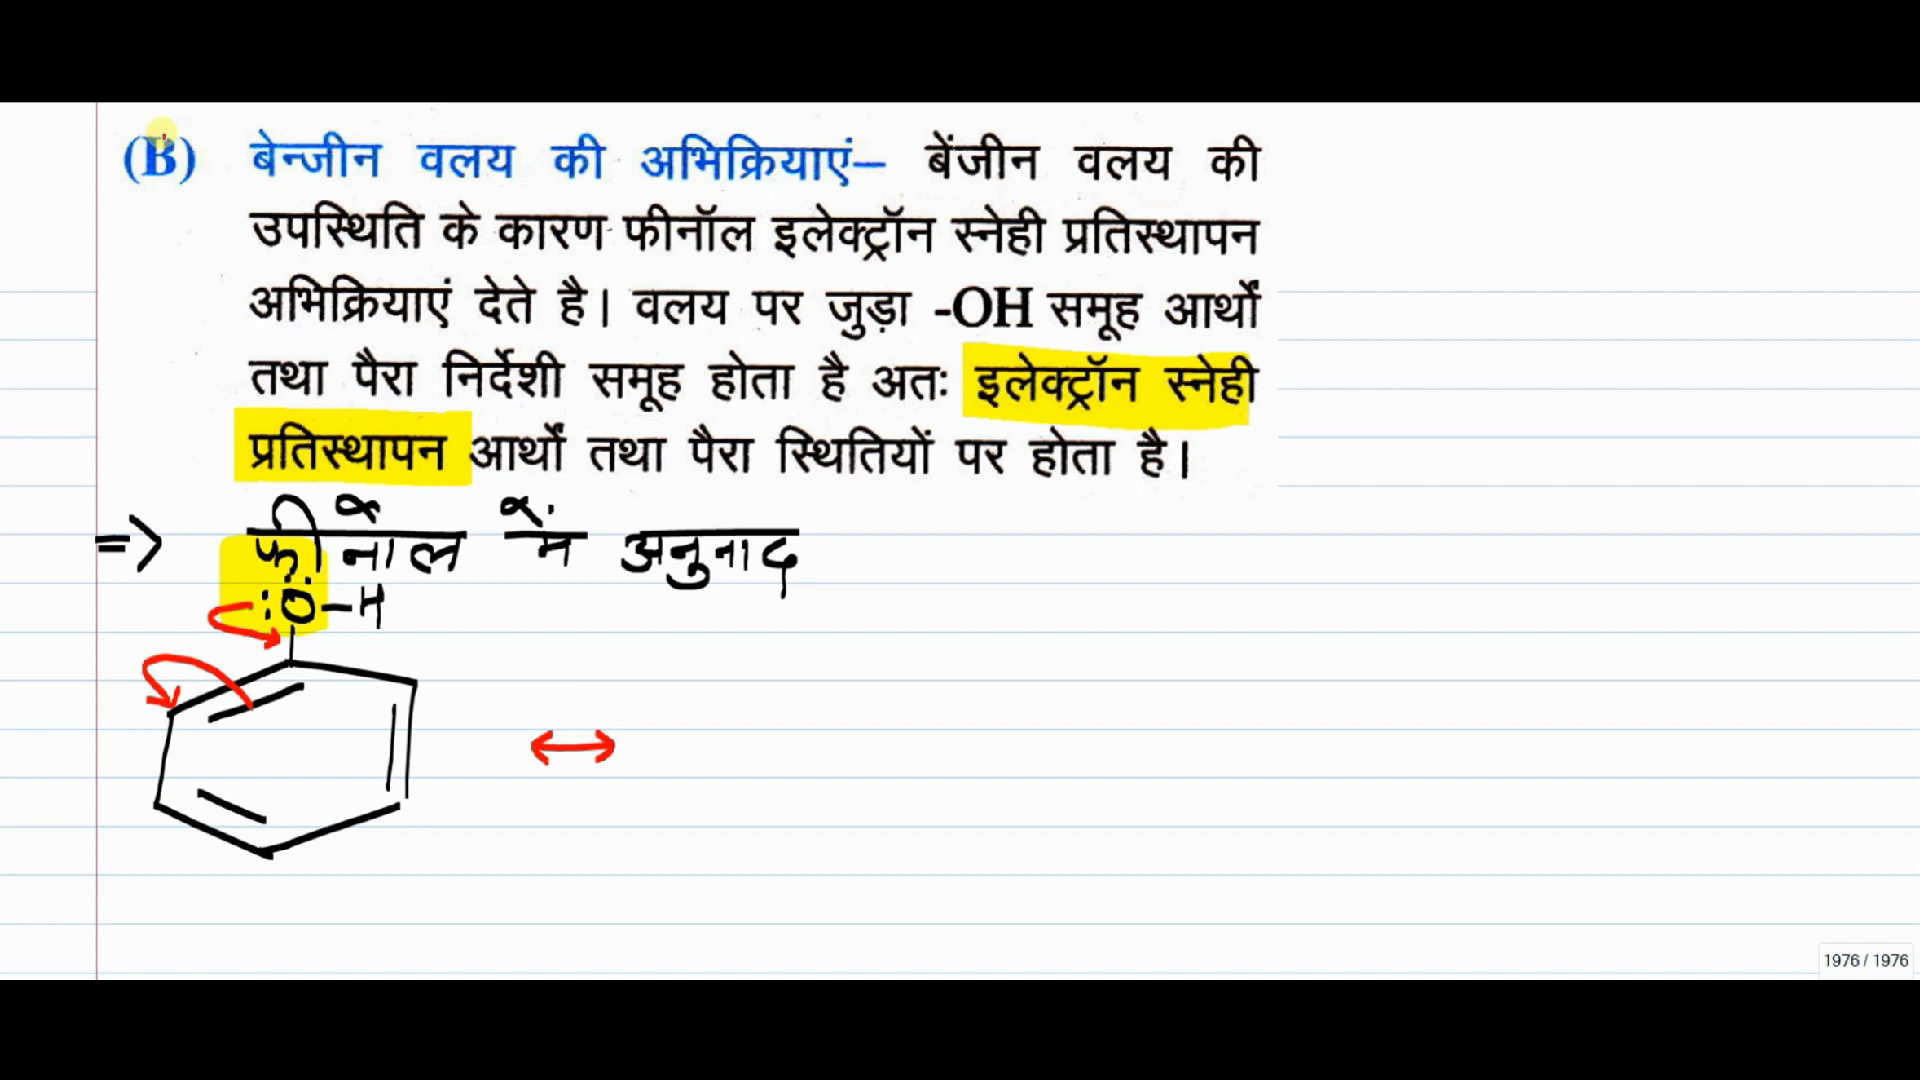 (B) बेन्जीन वलय की अभिक्रियाएं– बेंजीन वलय की
उपस्थिति के कारण फीनॉल इलेक्ट्रॉन स्नेही प्रतिस्थापन
अभिक्रियाएं देते है। वलय पर जुड़ा -OH समूह आर्थो
तथा पैरा निर्देशी समूह होता है अतः इलेक्ट्रॉन स्नेही
प्रतिस्थापन आर्थो तथा पैरा स्थितियों पर होता है।
=> फीनोल में अनुनाद
:Ö–H
1976 / 1976